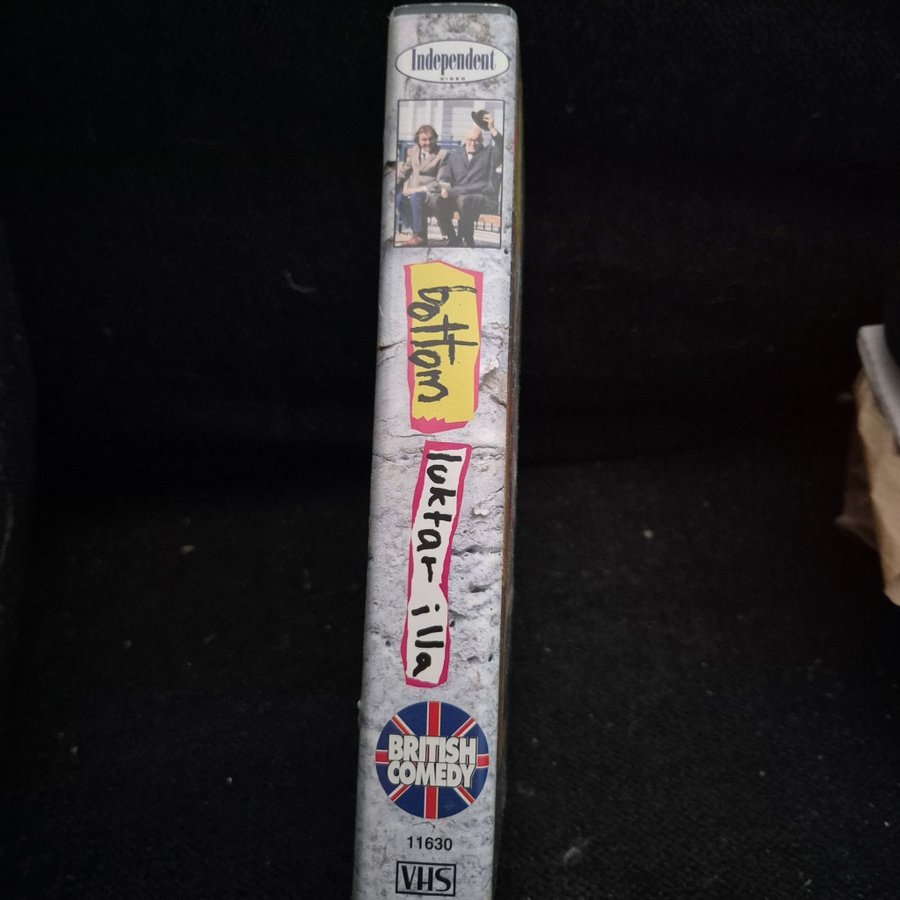 Independent
VIDEO
bottom
luktar illa
BRITISH
COMEDY
11630
VHS